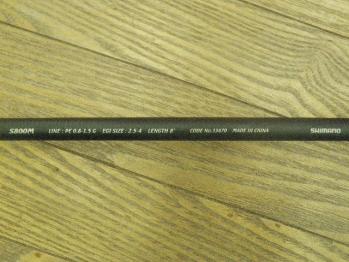 S800M LINE : PE 0.6-1.5 G EGI SIZE : 2.5-4 LENGTH 8' CODE No.33670 MADE IN CHINA SHIMANO